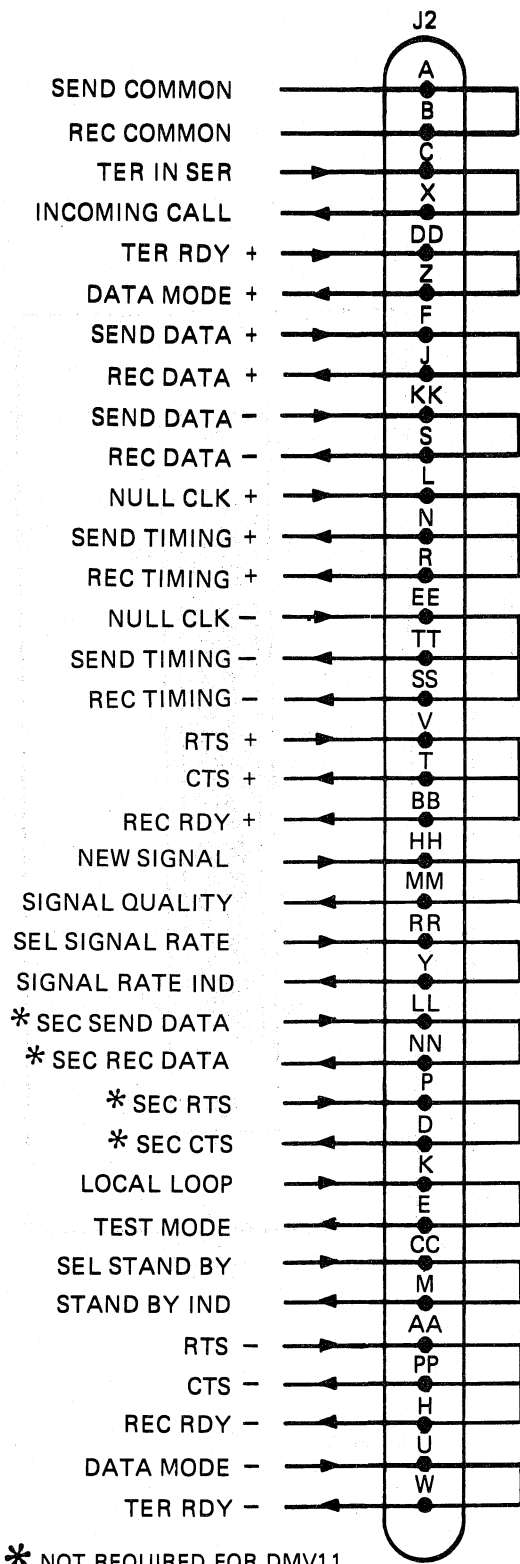 J2
A
SEND COMMON
B
REC COMMON
C
TER IN SER
X
INCOMING CALL
DD
TER RDY +
Z
DATA MODE +
F
SEND DATA +
J
REC DATA +
KK
SEND DATA −
S
REC DATA −
L
NULL CLK +
N
SEND TIMING +
R
REC TIMING +
EE
NULL CLK −
TT
SEND TIMING −
SS
REC TIMING −
V
RTS +
T
CTS +
BB
REC RDY +
HH
NEW SIGNAL
MM
SIGNAL QUALITY
RR
SEL SIGNAL RATE
Y
SIGNAL RATE IND
LL
* SEC SEND DATA
NN
* SEC REC DATA
P
* SEC RTS
D
* SEC CTS
K
LOCAL LOOP
E
TEST MODE
CC
SEL STAND BY
M
STAND BY IND
AA
RTS −
PP
CTS −
H
REC RDY −
U
DATA MODE −
W
TER RDY −
* NOT REQUIRED FOR DMV11